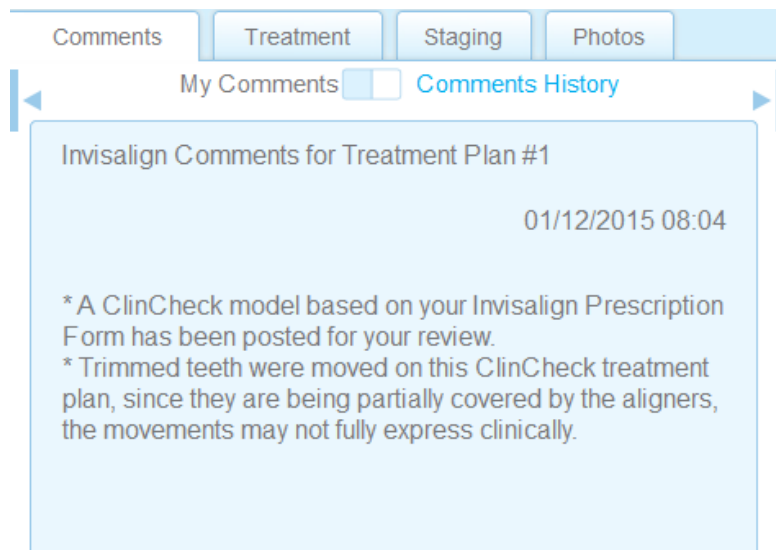 Comments Treatment Staging Photos
My Comments Comments History
Invisalign Comments for Treatment Plan #1
01/12/2015 08:04
* A ClinCheck model based on your Invisalign Prescription
Form has been posted for your review.
* Trimmed teeth were moved on this ClinCheck treatment
plan, since they are being partially covered by the aligners,
the movements may not fully express clinically.